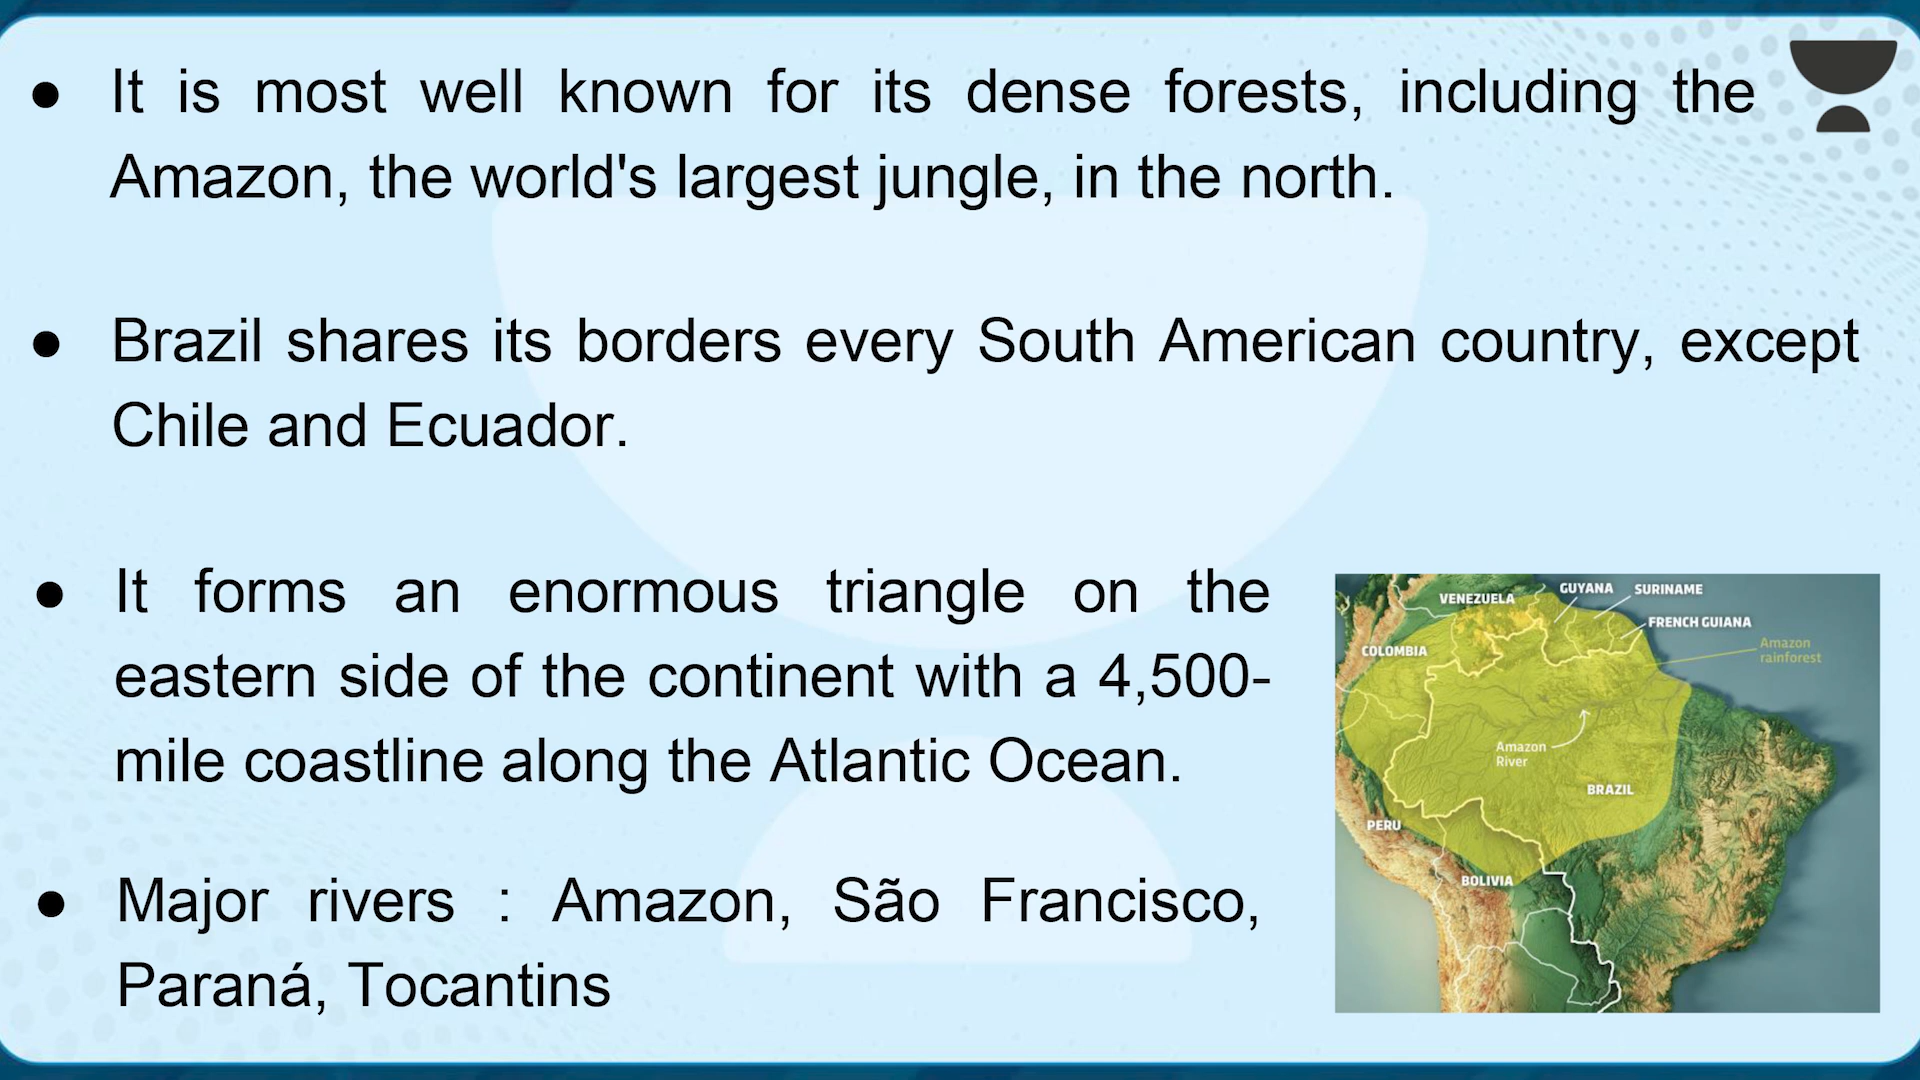 ● It is most well known for its dense forests, including the
Amazon, the world's largest jungle, in the north.
● Brazil shares its borders every South American country, except
Chile and Ecuador.
● It forms an enormous triangle on the
eastern side of the continent with a 4,500-
mile coastline along the Atlantic Ocean.
● Major rivers : Amazon, São Francisco,
Paraná, Tocantins
VENEZUELA
GUYANA
SURINAME
FRENCH GUIANA
COLOMBIA
Amazon
rainforest
Amazon
River
BRAZIL
PERU
BOLIVIA